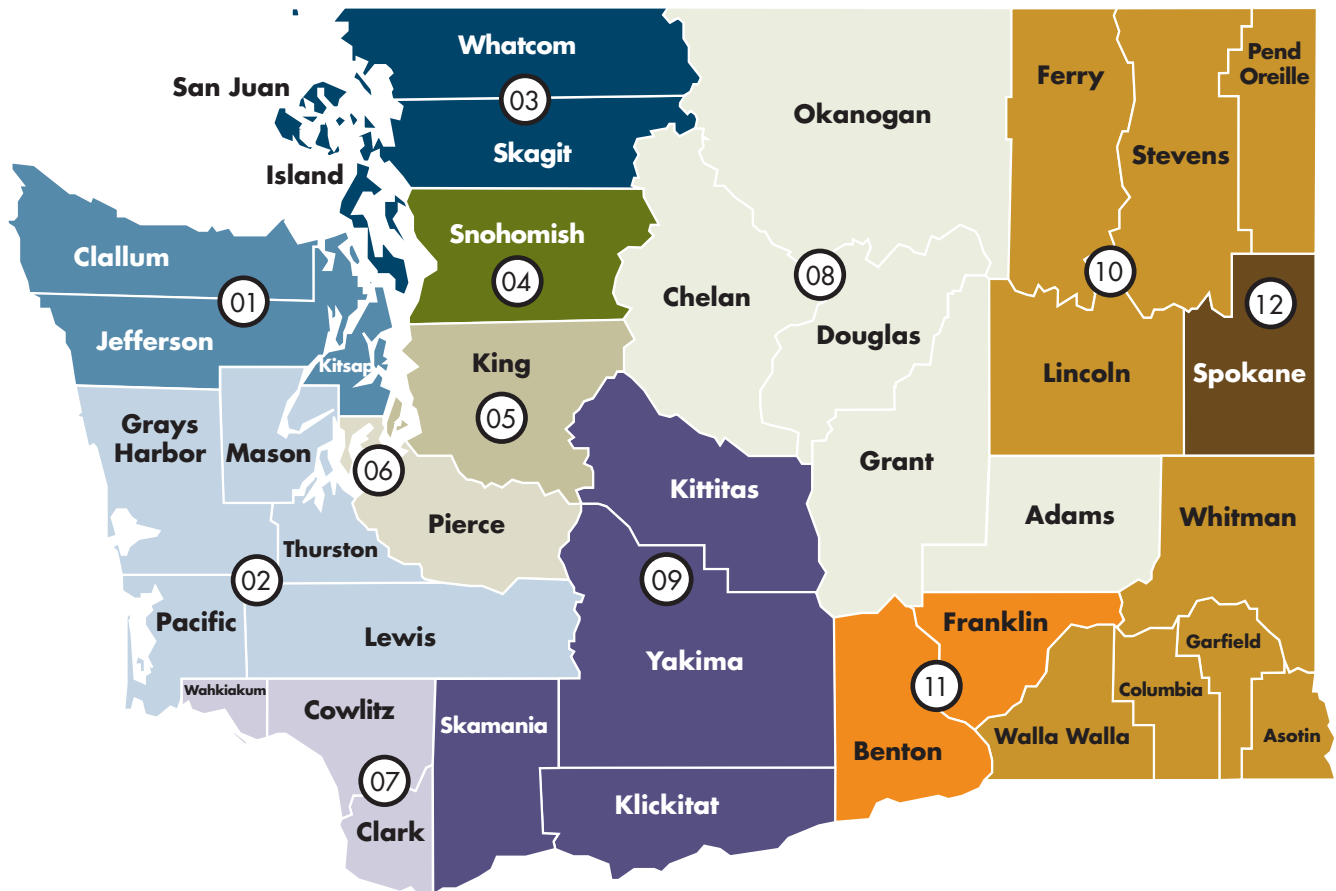 Whatcom
San Juan
03
Skagit
Island
Snohomish
04
Clallum
01
Jefferson
Kitsap
King
05
Grays
Harbor
Mason
06
Pierce
Thurston
02
Pacific
Lewis
Wahkiakum
Cowlitz
07
Clark
Skamania
Okanogan
08
Chelan
Douglas
Grant
Adams
Kittitas
09
Yakima
Klickitat
Ferry
Stevens
Pend
Oreille
10
Lincoln
12
Spokane
Whitman
Franklin
11
Benton
Walla Walla
Columbia
Garfield
Asotin